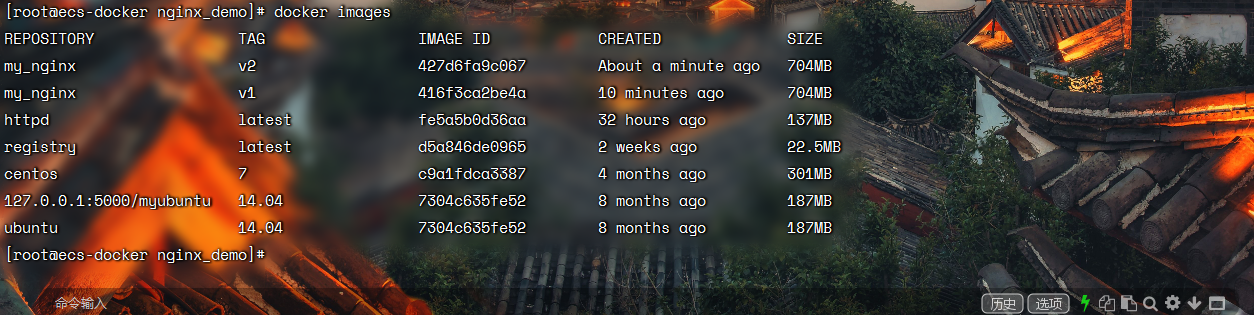 [root@ecs-docker nginx_demo]# docker images
REPOSITORY TAG IMAGE ID CREATED SIZE
my_nginx v2 427d6fa9c067 About a minute ago 704MB
my_nginx v1 416f3ca2be4a 10 minutes ago 704MB
httpd latest fe5a5b0d36aa 32 hours ago 137MB
registry latest d5a846de0965 2 weeks ago 22.5MB
centos 7 c9a1fdca3387 4 months ago 301MB
127.0.0.1:5000/myubuntu 14.04 7304c635fe52 8 months ago 187MB
ubuntu 14.04 7304c635fe52 8 months ago 187MB
[root@ecs-docker nginx_demo]#
命令输入 历史 选项